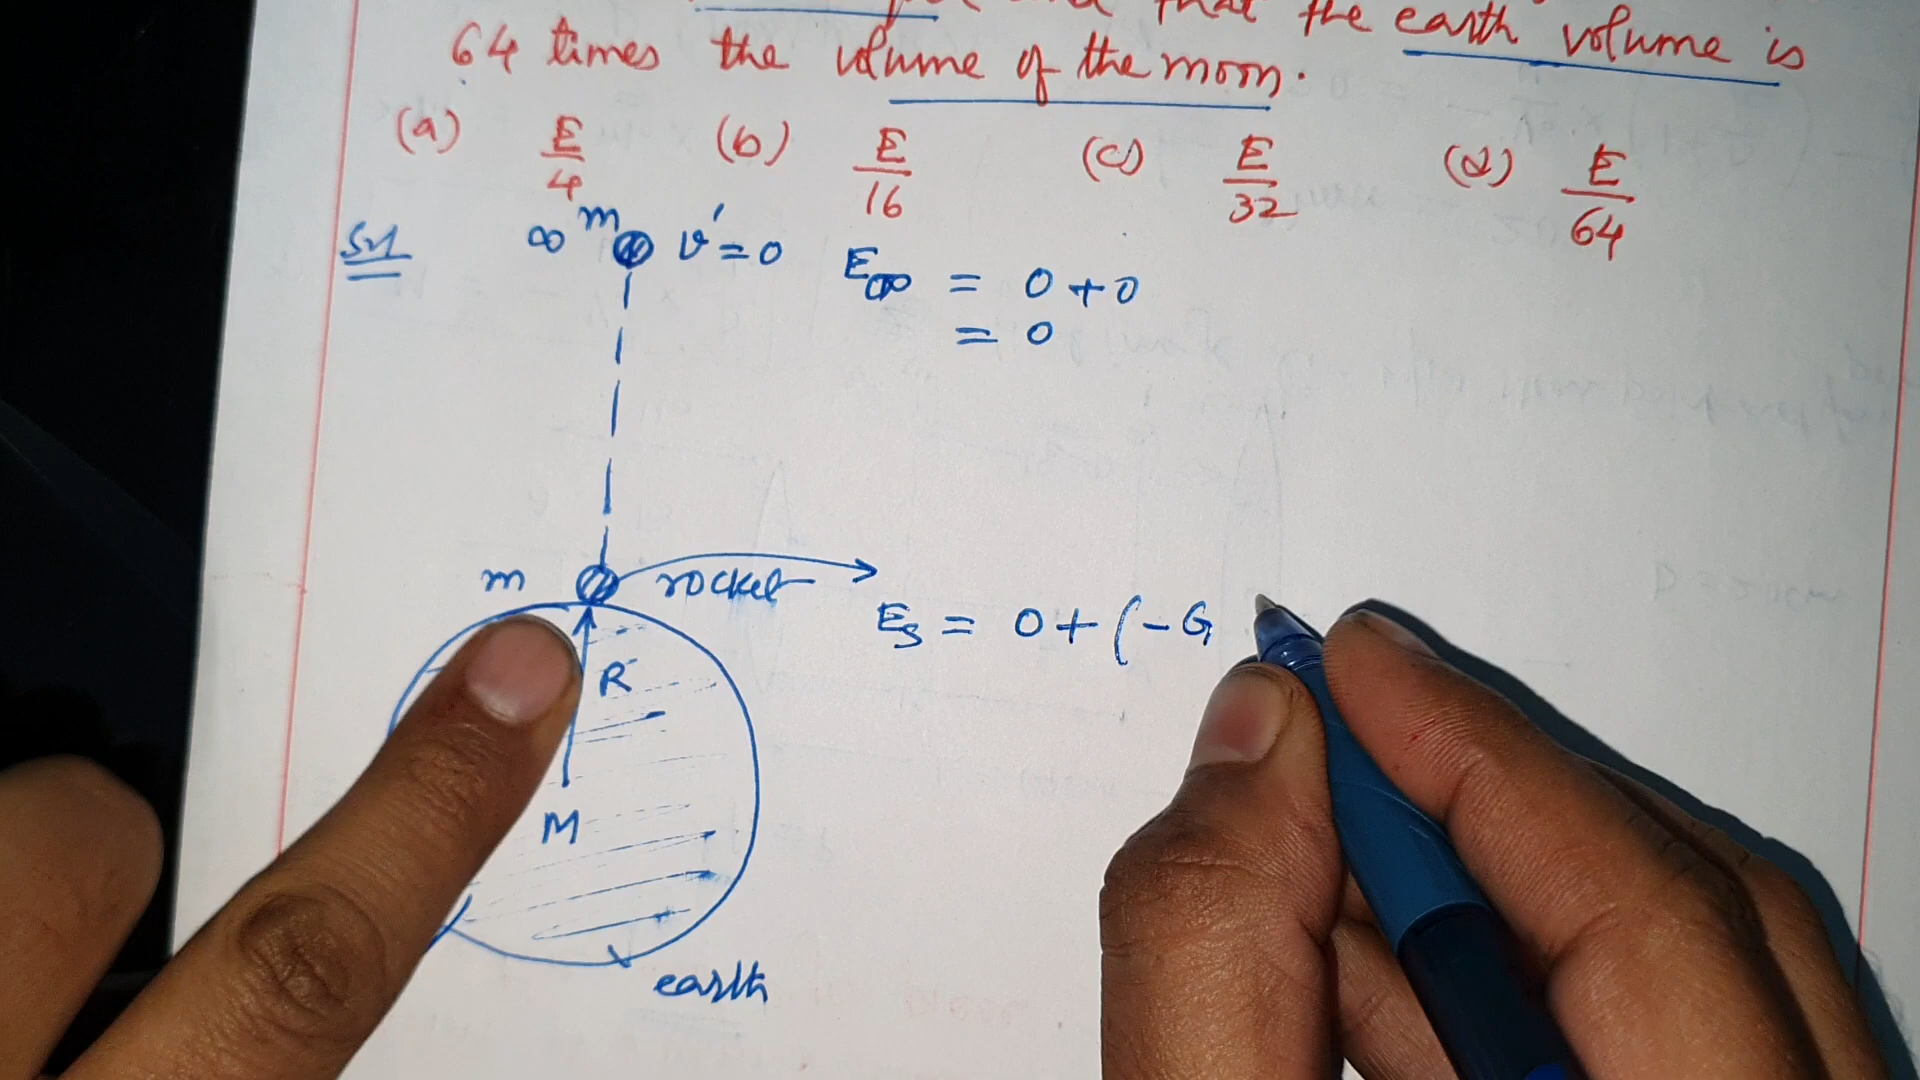 that the earth volume is
64 times the volume of the moon.
(a) E/4 (b) E/16 (c) E/32 (d) E/64
Sol
∞ m v'=0 E∞ = 0+0
= 0
m rocket
Es = 0+(-G
R
M
earth